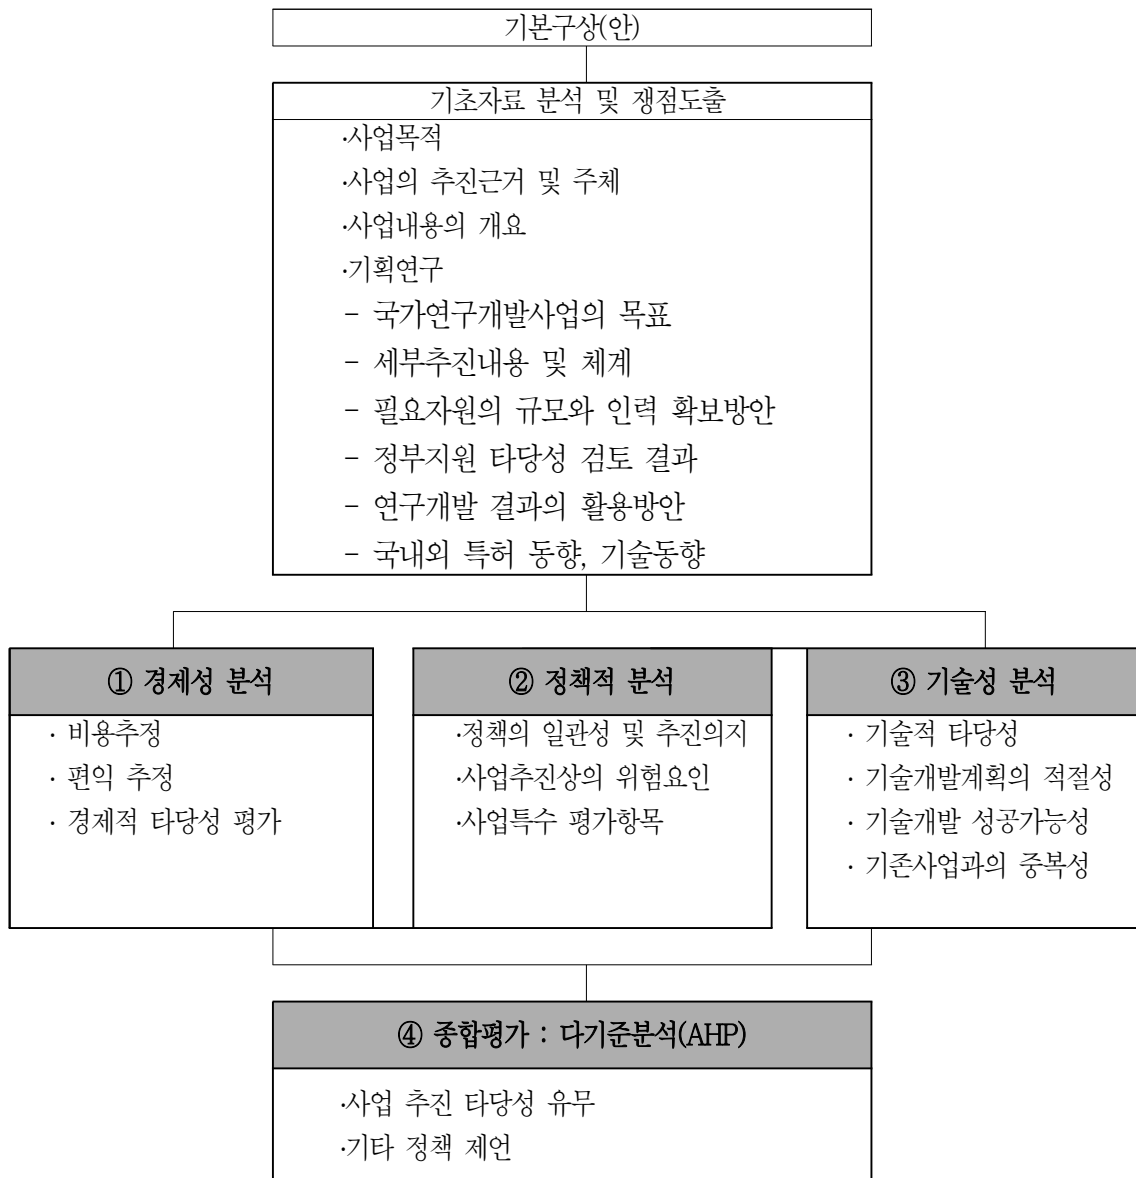 기본구상(안)
기초자료 분석 및 쟁점도출
·사업목적
·사업의 추진근거 및 주체
·사업내용의 개요
·기획연구
- 국가연구개발사업의 목표
- 세부추진내용 및 체계
- 필요자원의 규모와 인력 확보방안
- 정부지원 타당성 검토 결과
- 연구개발 결과의 활용방안
- 국내외 특허 동향, 기술동향
① 경제성 분석
· 비용추정
· 편익 추정
· 경제적 타당성 평가
② 정책적 분석
·정책의 일관성 및 추진의지
·사업추진상의 위험요인
·사업특수 평가항목
③ 기술성 분석
· 기술적 타당성
· 기술개발계획의 적절성
· 기술개발 성공가능성
· 기존사업과의 중복성
④ 종합평가 : 다기준분석(AHP)
·사업 추진 타당성 유무
·기타 정책 제언